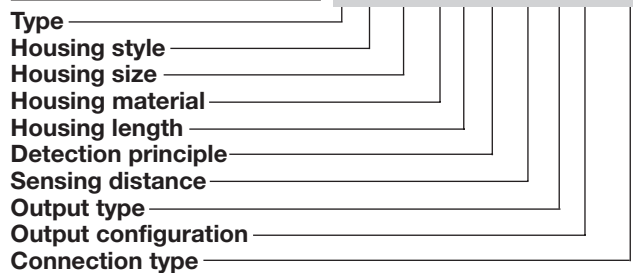 Type
Housing style
Housing size
Housing material
Housing length
Detection principle
Sensing distance
Output type
Output configuration
Connection type